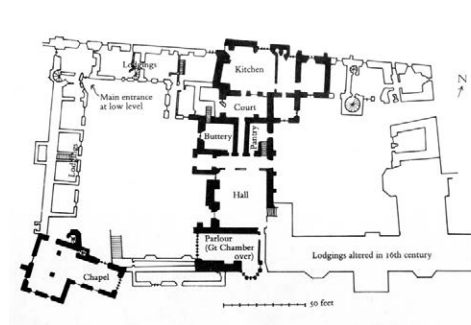 Lodgings
Kitchen
N
Main entrance
at low level
Court
Buttery
Pantry
Lodgings
Hall
Parlour
(Gt Chamber
over)
Lodgings altered in 16th century
Chapel
50 feet